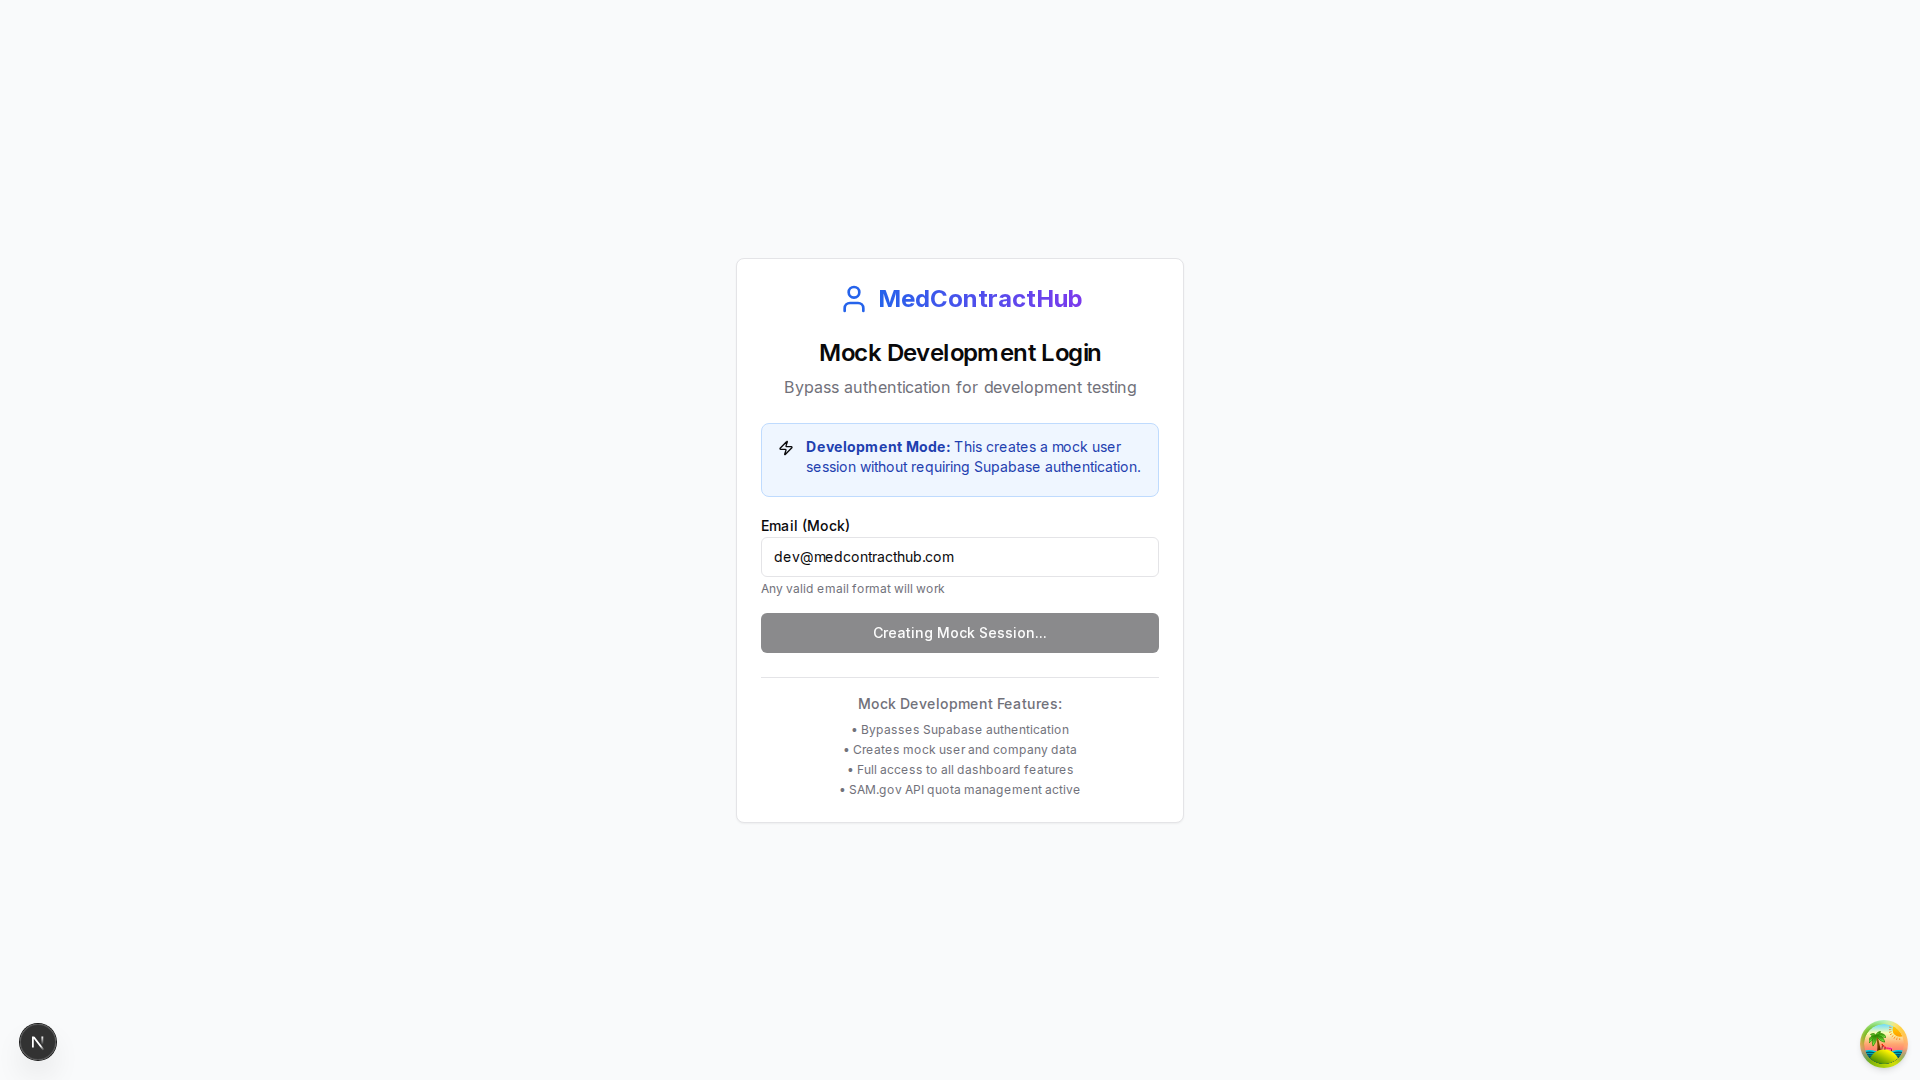 MedContractHub
Mock Development Login
Bypass authentication for development testing
Development Mode: This creates a mock user
session without requiring Supabase authentication.
Email (Mock)
dev@medcontracthub.com
Any valid email format will work
Creating Mock Session...
Mock Development Features:
• Bypasses Supabase authentication
• Creates mock user and company data
• Full access to all dashboard features
• SAM.gov API quota management active
N